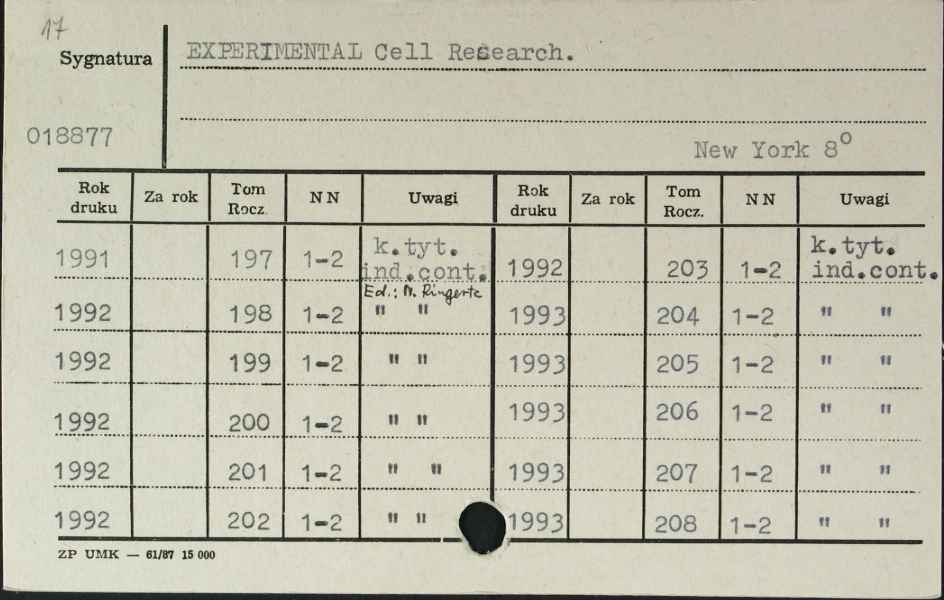 17
Sygnatura
EXPERIMENTAL Cell Research.
018877
New York 8°
Rok druku Za rok Tom Rocz. NN Uwagi Rok druku Za rok Tom Rocz. NN Uwagi
1991 197 1-2 k.tyt. ind.cont. 1992 203 1-2 k.tyt. ind.cont.
Ed.: N. Ringertz
1992 198 1-2 " " 1993 204 1-2 " "
1992 199 1-2 " " 1993 205 1-2 " "
1992 200 1-2 " " 1993 206 1-2 " "
1992 201 1-2 " " 1993 207 1-2 " "
1992 202 1-2 " " 1993 208 1-2 " "
ZP UMK — 61/87 15 000